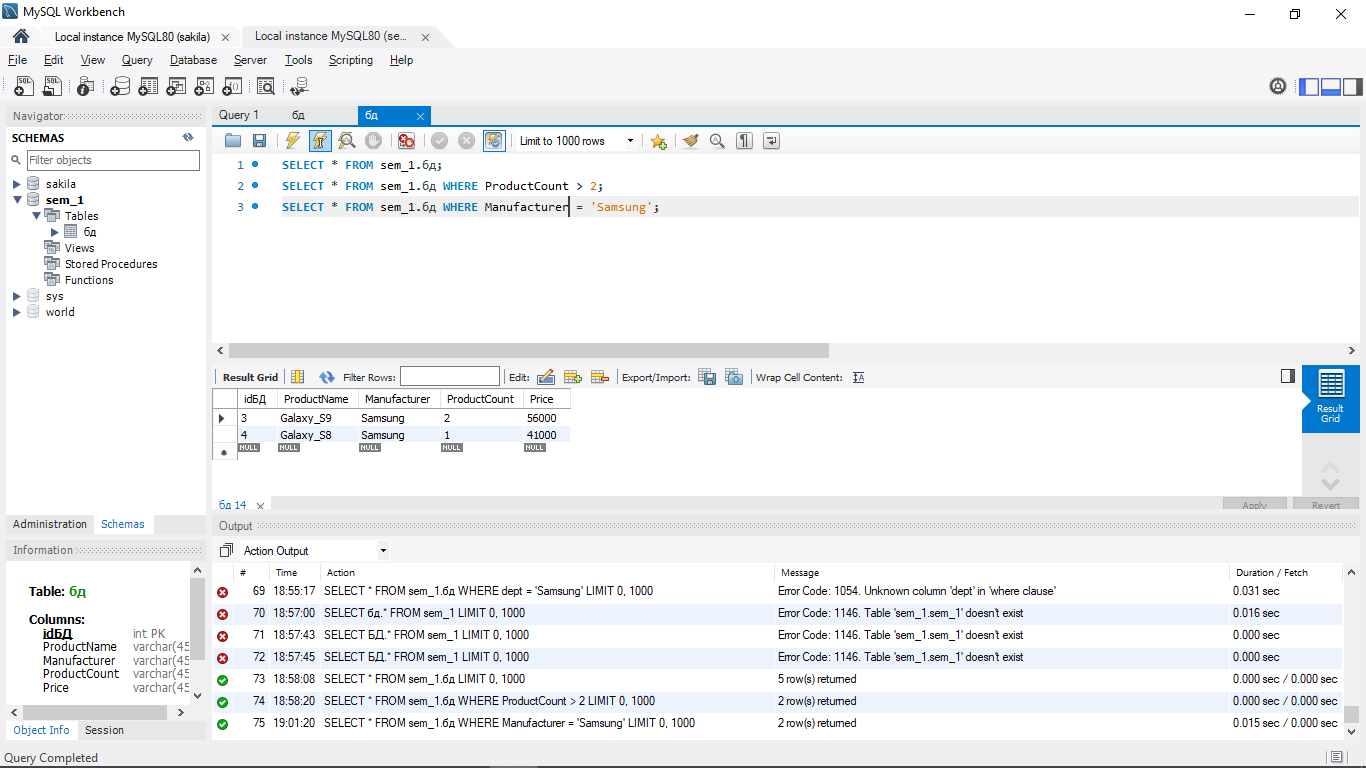 MySQL Workbench
Local instance MySQL80 (sakila) Local instance MySQL80 (se...
File Edit View Query Database Server Tools Scripting Help
Navigator
SCHEMAS
Filter objects
sakila
sem_1
Tables
бд
Views
Stored Procedures
Functions
sys
world
Administration Schemas
Information
Table: бд
Columns:
idБД int PK
ProductName varchar(45
Manufacturer varchar(45
ProductCount varchar(45
Price varchar(45
Object Info Session
Query 1 бд бд
Limit to 1000 rows
1 SELECT * FROM sem_1.бд;
2 SELECT * FROM sem_1.бд WHERE ProductCount > 2;
3 SELECT * FROM sem_1.бд WHERE Manufacturer = 'Samsung';
Result Grid Filter Rows: Edit: Export/Import: Wrap Cell Content:
idБД ProductName Manufacturer ProductCount Price
3 Galaxy_S9 Samsung 2 56000
4 Galaxy_S8 Samsung 1 41000
NULL NULL NULL NULL NULL
Result
Grid
бд 14 Apply Revert
Output
Action Output
# Time Action Message Duration / Fetch
69 18:55:17 SELECT * FROM sem_1.бд WHERE dept = 'Samsung' LIMIT 0, 1000 Error Code: 1054. Unknown column 'dept' in 'where clause' 0.031 sec
70 18:57:00 SELECT бд.* FROM sem_1 LIMIT 0, 1000 Error Code: 1146. Table 'sem_1.sem_1' doesn't exist 0.016 sec
71 18:57:43 SELECT БД.* FROM sem_1 LIMIT 0, 1000 Error Code: 1146. Table 'sem_1.sem_1' doesn't exist 0.000 sec
72 18:57:45 SELECT БД.* FROM sem_1 LIMIT 0, 1000 Error Code: 1146. Table 'sem_1.sem_1' doesn't exist 0.000 sec
73 18:58:08 SELECT * FROM sem_1.бд LIMIT 0, 1000 5 row(s) returned 0.000 sec / 0.000 sec
74 18:58:20 SELECT * FROM sem_1.бд WHERE ProductCount > 2 LIMIT 0, 1000 2 row(s) returned 0.000 sec / 0.000 sec
75 19:01:20 SELECT * FROM sem_1.бд WHERE Manufacturer = 'Samsung' LIMIT 0, 1000 2 row(s) returned 0.015 sec / 0.000 sec
Query Completed